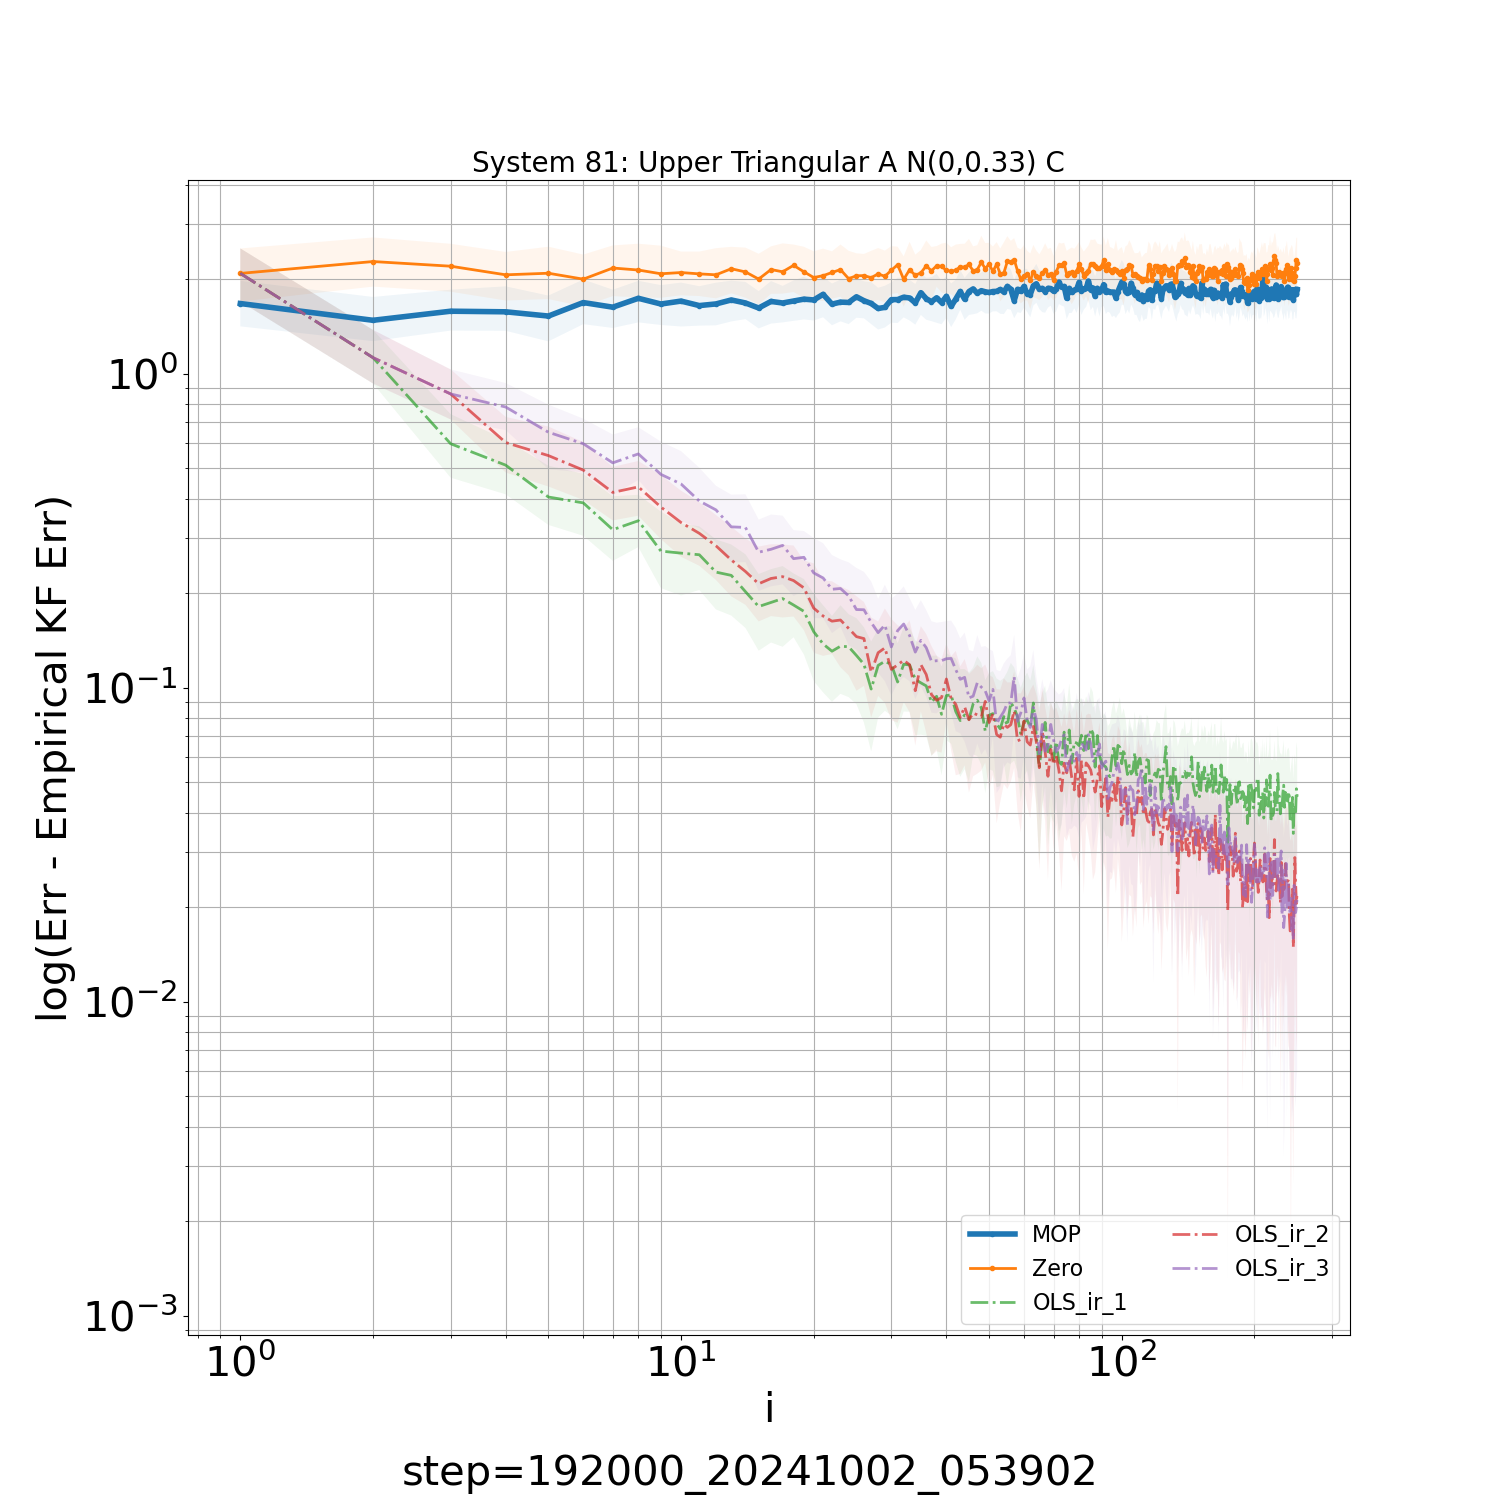 System 81: Upper Triangular A N(0,0.33) C
log(Err - Empirical KF Err)
10⁰
10⁻¹
10⁻²
10⁻³
MOP
Zero
OLS_ir_1
OLS_ir_2
OLS_ir_3
10⁰ 10¹ 10²
i
step=192000_20241002_053902